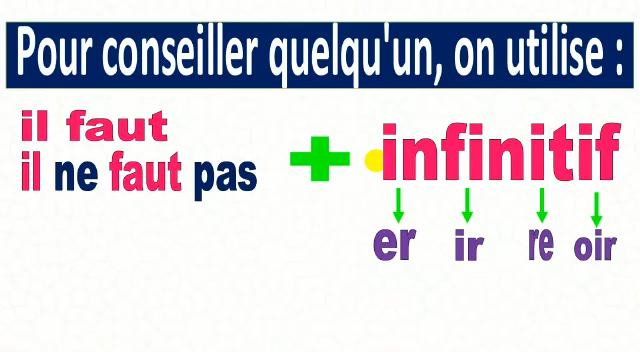 Pour conseiller quelqu'un, on utilise :
il faut
il ne faut pas + infinitif
er ir re oir